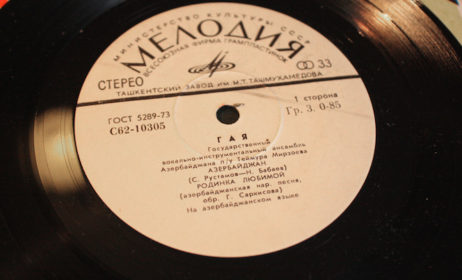 МИНИСТЕРСТВО КУЛЬТУРЫ СССР
МЕЛОДИЯ
ВСЕСОЮЗНАЯ ФИРМА ГРАМПЛАСТИНОК
СТЕРЕО
33
ТАШКЕНТСКИЙ ЗАВОД ИМ М.Т.ТАШМУХАМЕДОВА
ГОСТ 5289-73
С62-10305
1 сторона
Гр. 3. 0-85
ГАЯ
Государственный
вокально-инструментальный ансамбль
Азербайджана п/у Теймура Мирзоева
АЗЕРБАЙДЖАН
(С. Рустамов—Н. Бабаев)
РОДИНКА ЛЮБИМОЙ
(азербайджанская нар. песня,
обр. Г. Саркисова)
На азербайджанском языке